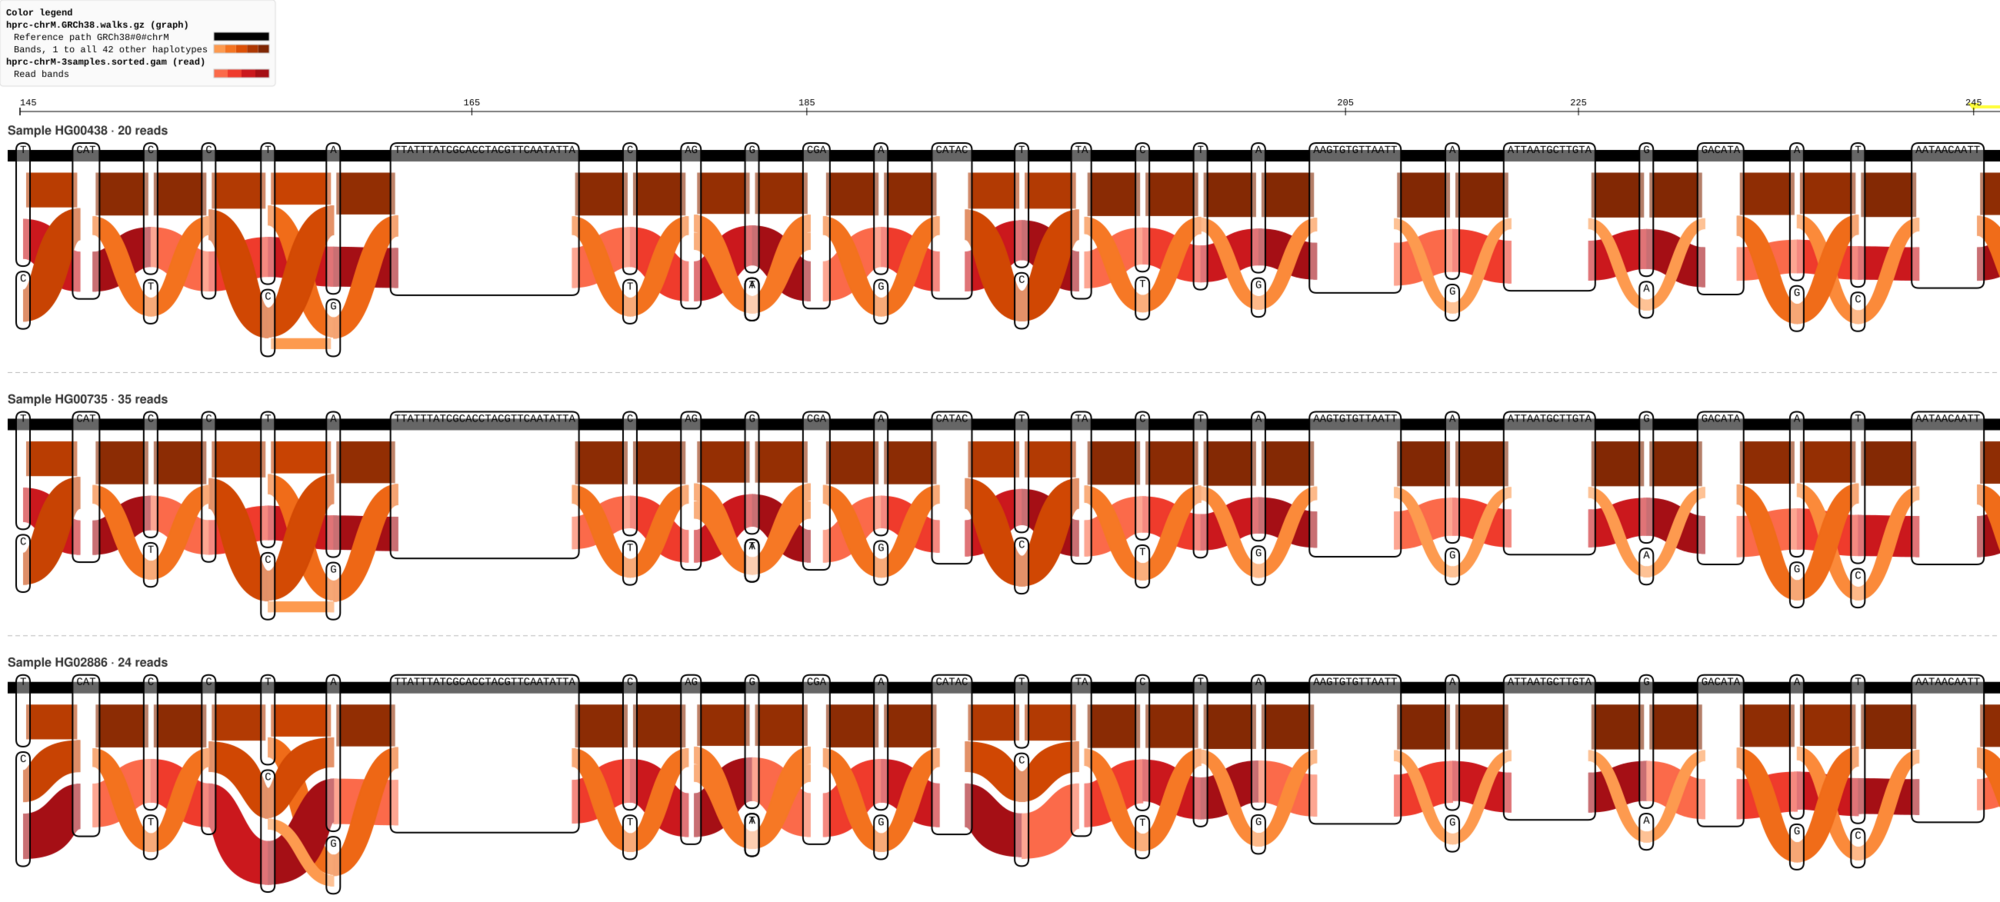 Color legend
hprc-chrM.GRCh38.walks.gz (graph)
Reference path GRCh38#0#chrM
Bands, 1 to all 42 other haplotypes
hprc-chrM-3samples.sorted.gam (read)
Read bands
145 165 185 205 225 245
Sample HG00438 · 20 reads
T CAT C C T A TTATTTATCGCACCTACGTTCAATATTA C AG G CGA A CATAC T TA C T A AAGTGTGTTAATT A ATTAATGCTTGTA G GACATA A T AATAACAATT
C T C G T G C T G G A G C
Sample HG00735 · 35 reads
T CAT C C T A TTATTTATCGCACCTACGTTCAATATTA C AG G CGA A CATAC T TA C T A AAGTGTGTTAATT A ATTAATGCTTGTA G GACATA A T AATAACAATT
C T C G T G C T G G A G C
Sample HG02886 · 24 reads
T CAT C C T A TTATTTATCGCACCTACGTTCAATATTA C AG G CGA A CATAC T TA C T A AAGTGTGTTAATT A ATTAATGCTTGTA G GACATA A T AATAACAATT
C T C G T G C T G G A G C